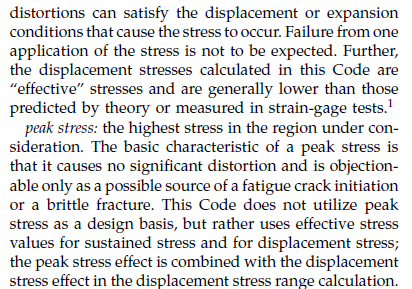 distortions can satisfy the displacement or expansion
conditions that cause the stress to occur. Failure from one
application of the stress is not to be expected. Further,
the displacement stresses calculated in this Code are
“effective” stresses and are generally lower than those
predicted by theory or measured in strain-gage tests.1
peak stress: the highest stress in the region under con-
sideration. The basic characteristic of a peak stress is
that it causes no significant distortion and is objection-
able only as a possible source of a fatigue crack initiation
or a brittle fracture. This Code does not utilize peak
stress as a design basis, but rather uses effective stress
values for sustained stress and for displacement stress;
the peak stress effect is combined with the displacement
stress effect in the displacement stress range calculation.